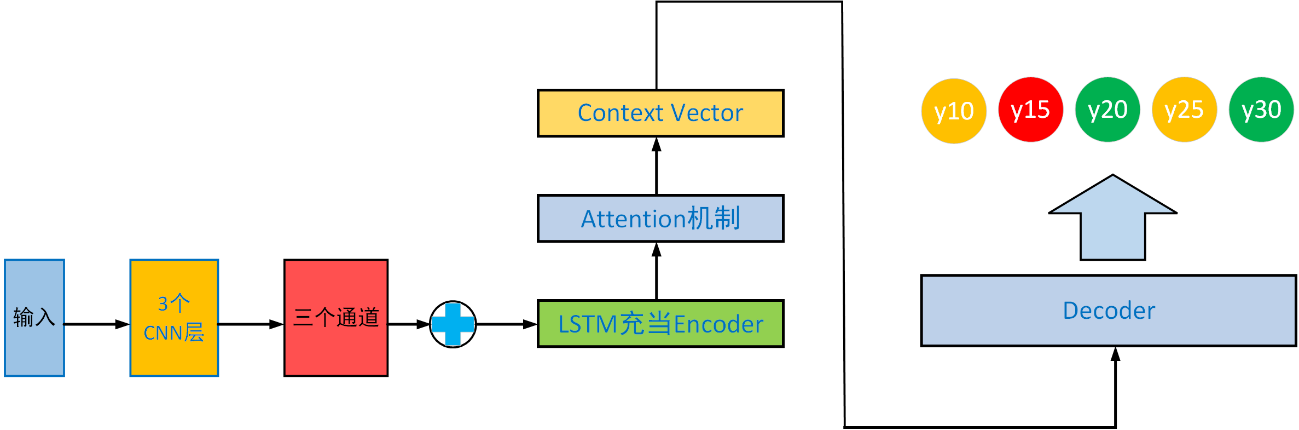 输入
3个
CNN层
三个通道
LSTM充当Encoder
Attention机制
Context Vector
Decoder
y10
y15
y20
y25
y30